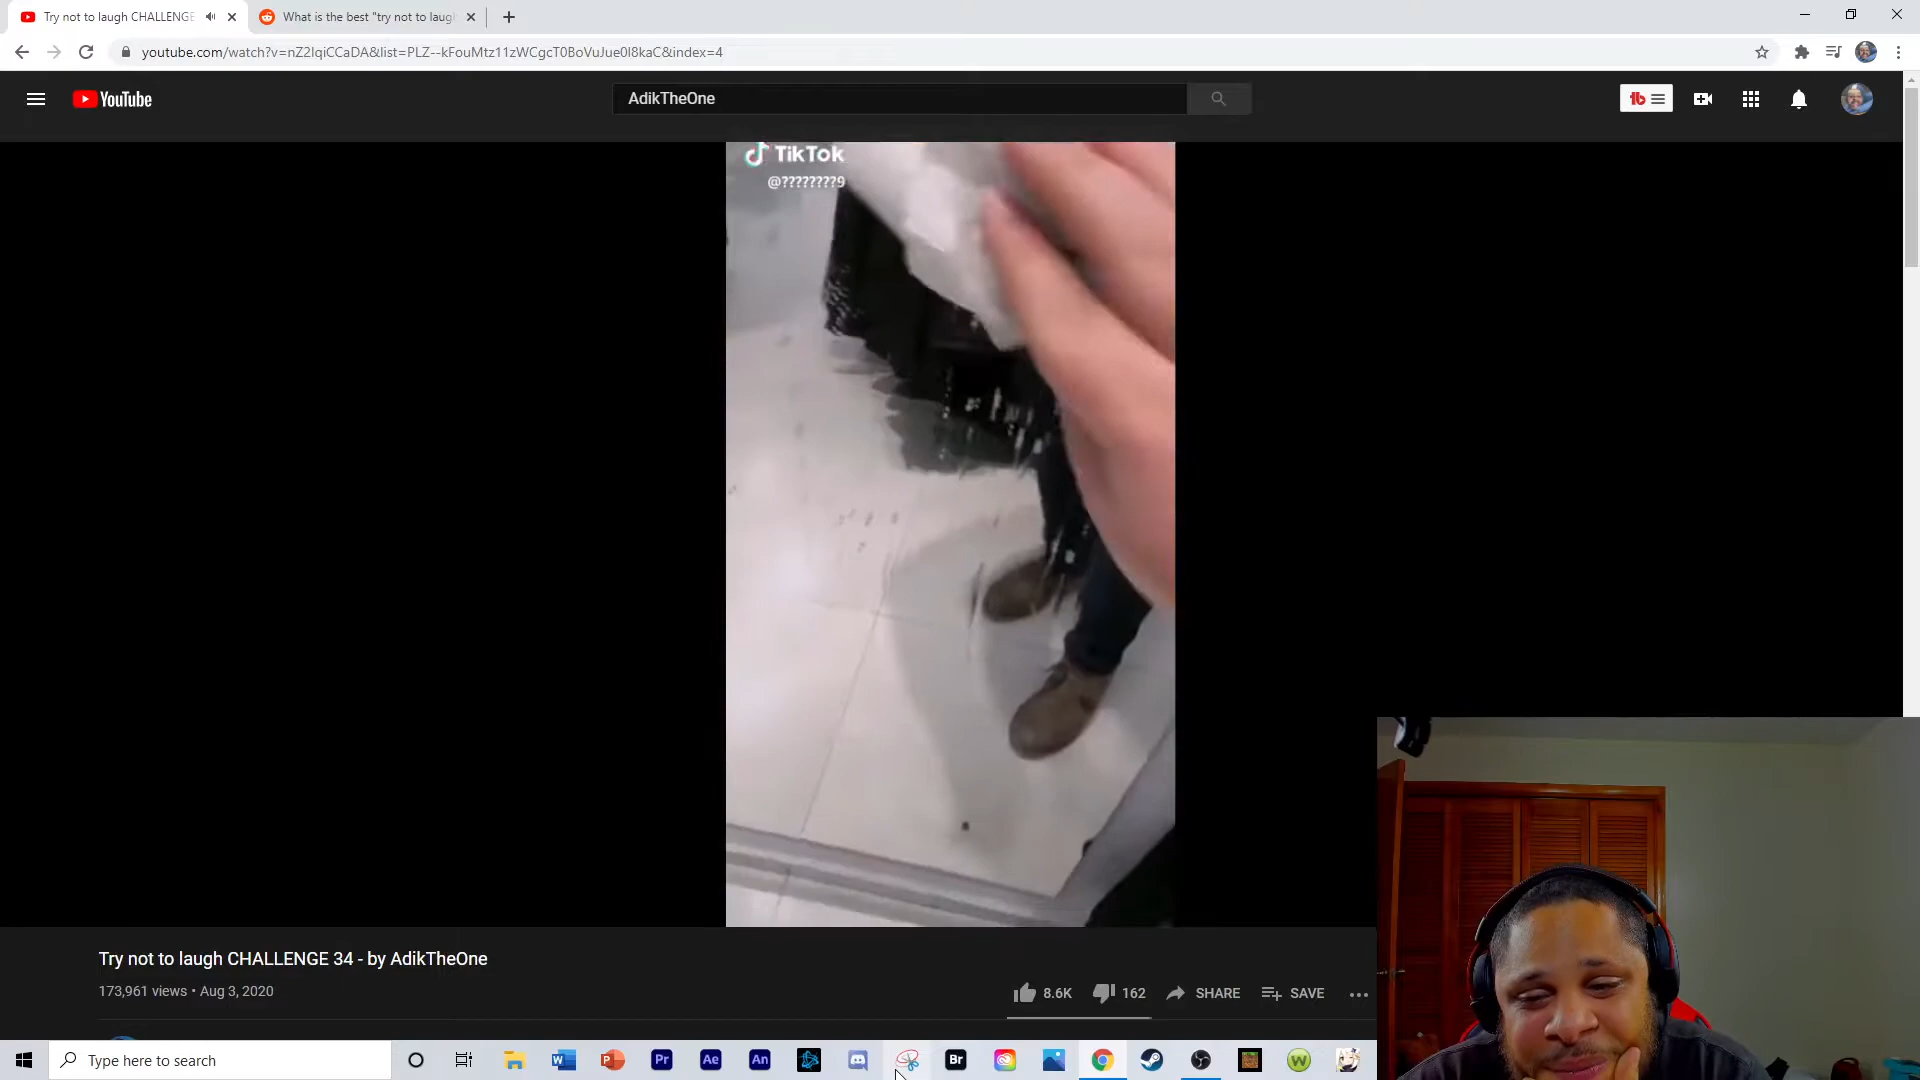 Try not to laugh CHALLENGE
What is the best "try not to laugh
youtube.com/watch?v=nZ2IqiCCaDA&list=PLZ--kFouMtz11zWCgcT0BoVuJue0I8kaC&index=4
YouTube
AdikTheOne
TikTok
@????????9
Try not to laugh CHALLENGE 34 - by AdikTheOne
173,961 views • Aug 3, 2020
8.6K
162
SHARE
SAVE
Type here to search
Pr
Ae
An
Br